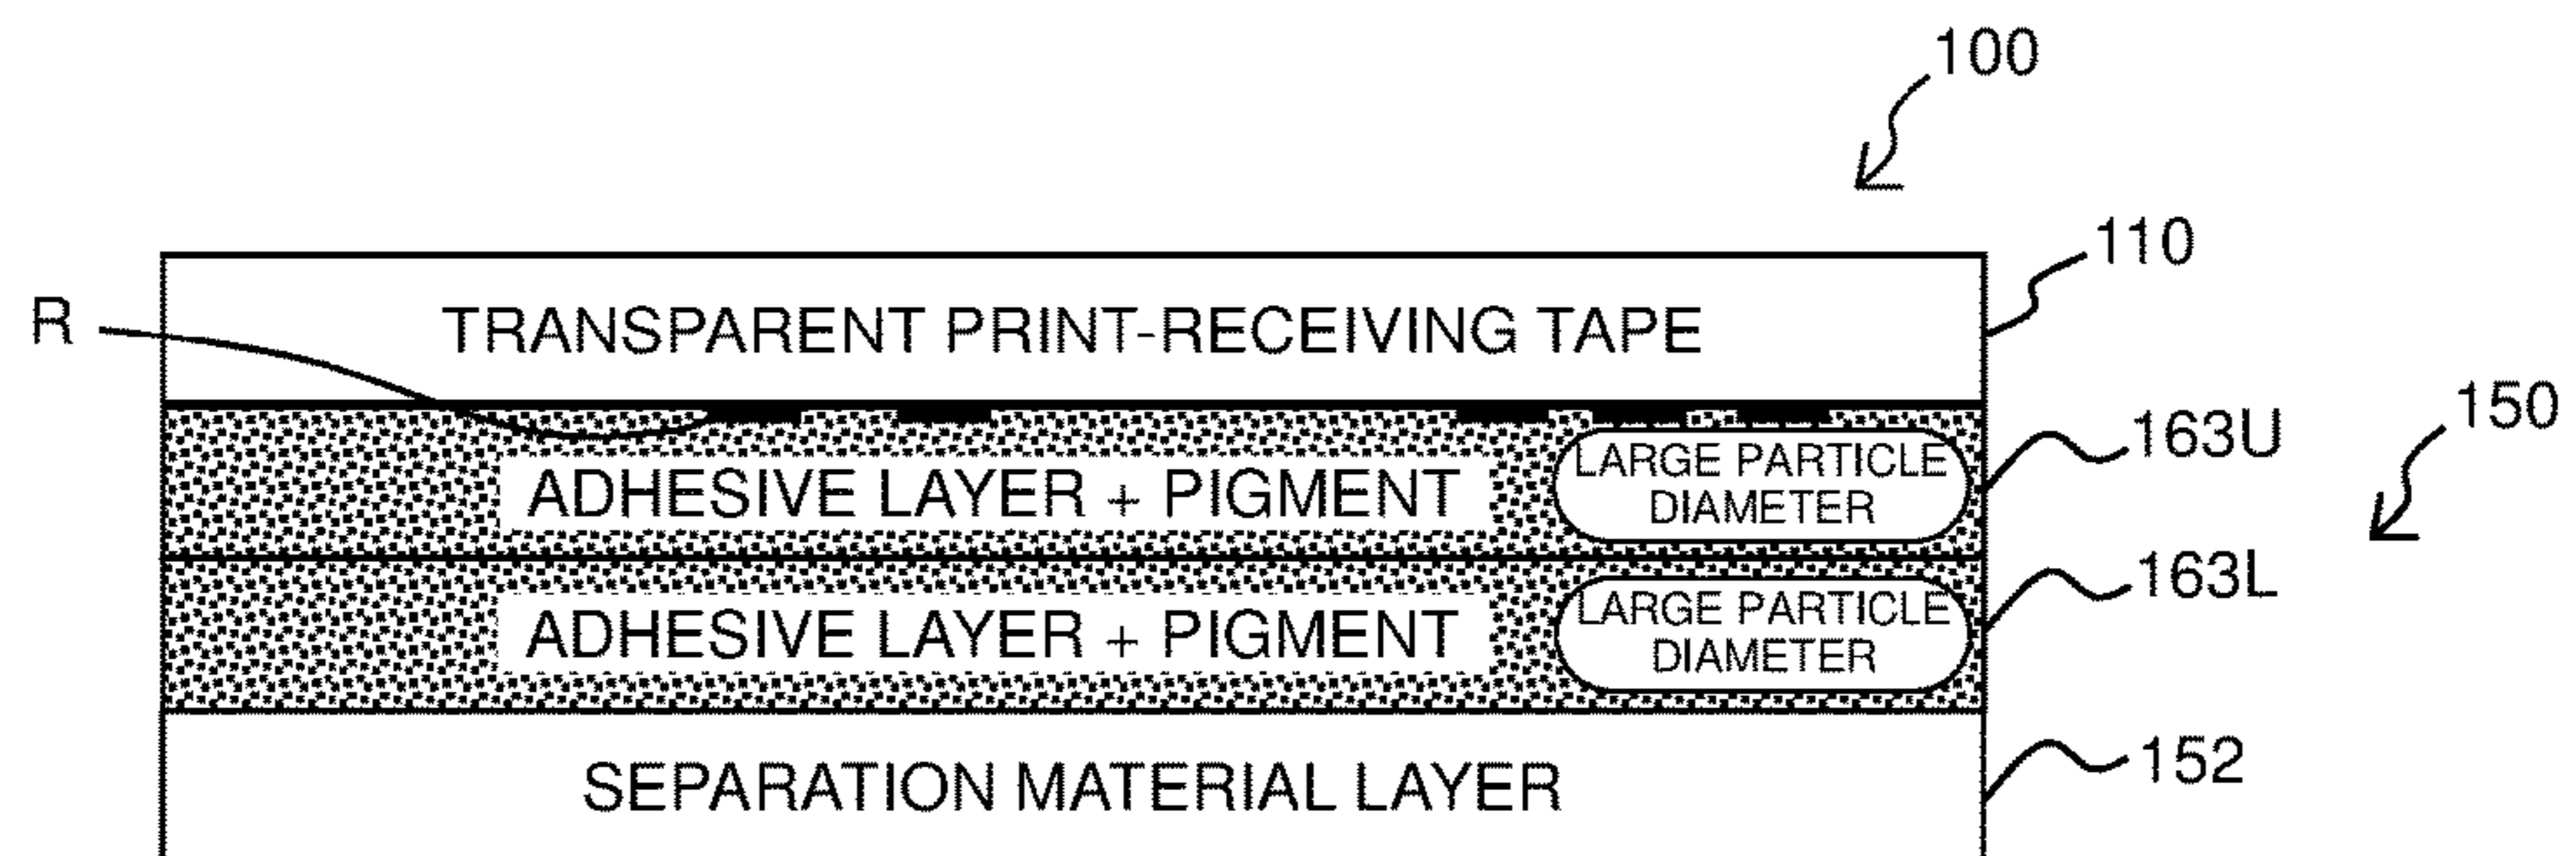 100
110
R
TRANSPARENT PRINT-RECEIVING TAPE
150
163U
LARGE PARTICLE
DIAMETER
ADHESIVE LAYER + PIGMENT
163L
LARGE PARTICLE
DIAMETER
ADHESIVE LAYER + PIGMENT
152
SEPARATION MATERIAL LAYER